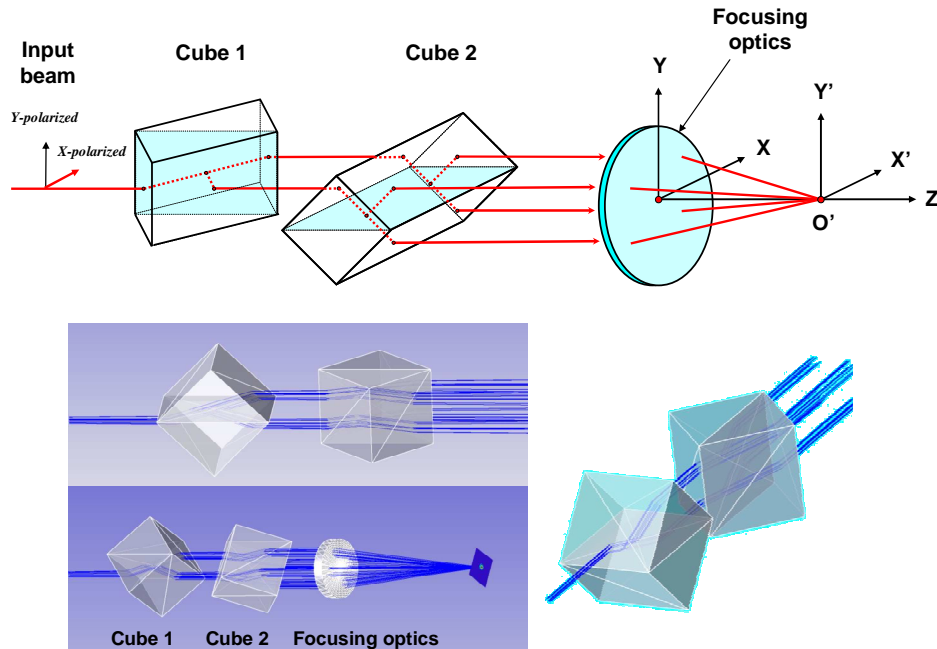 Input
beam
Y-polarized
X-polarized
Cube 1
Cube 2
Focusing
optics
Y
X
Y’
X’
Z
O’
Cube 1
Cube 2
Focusing optics